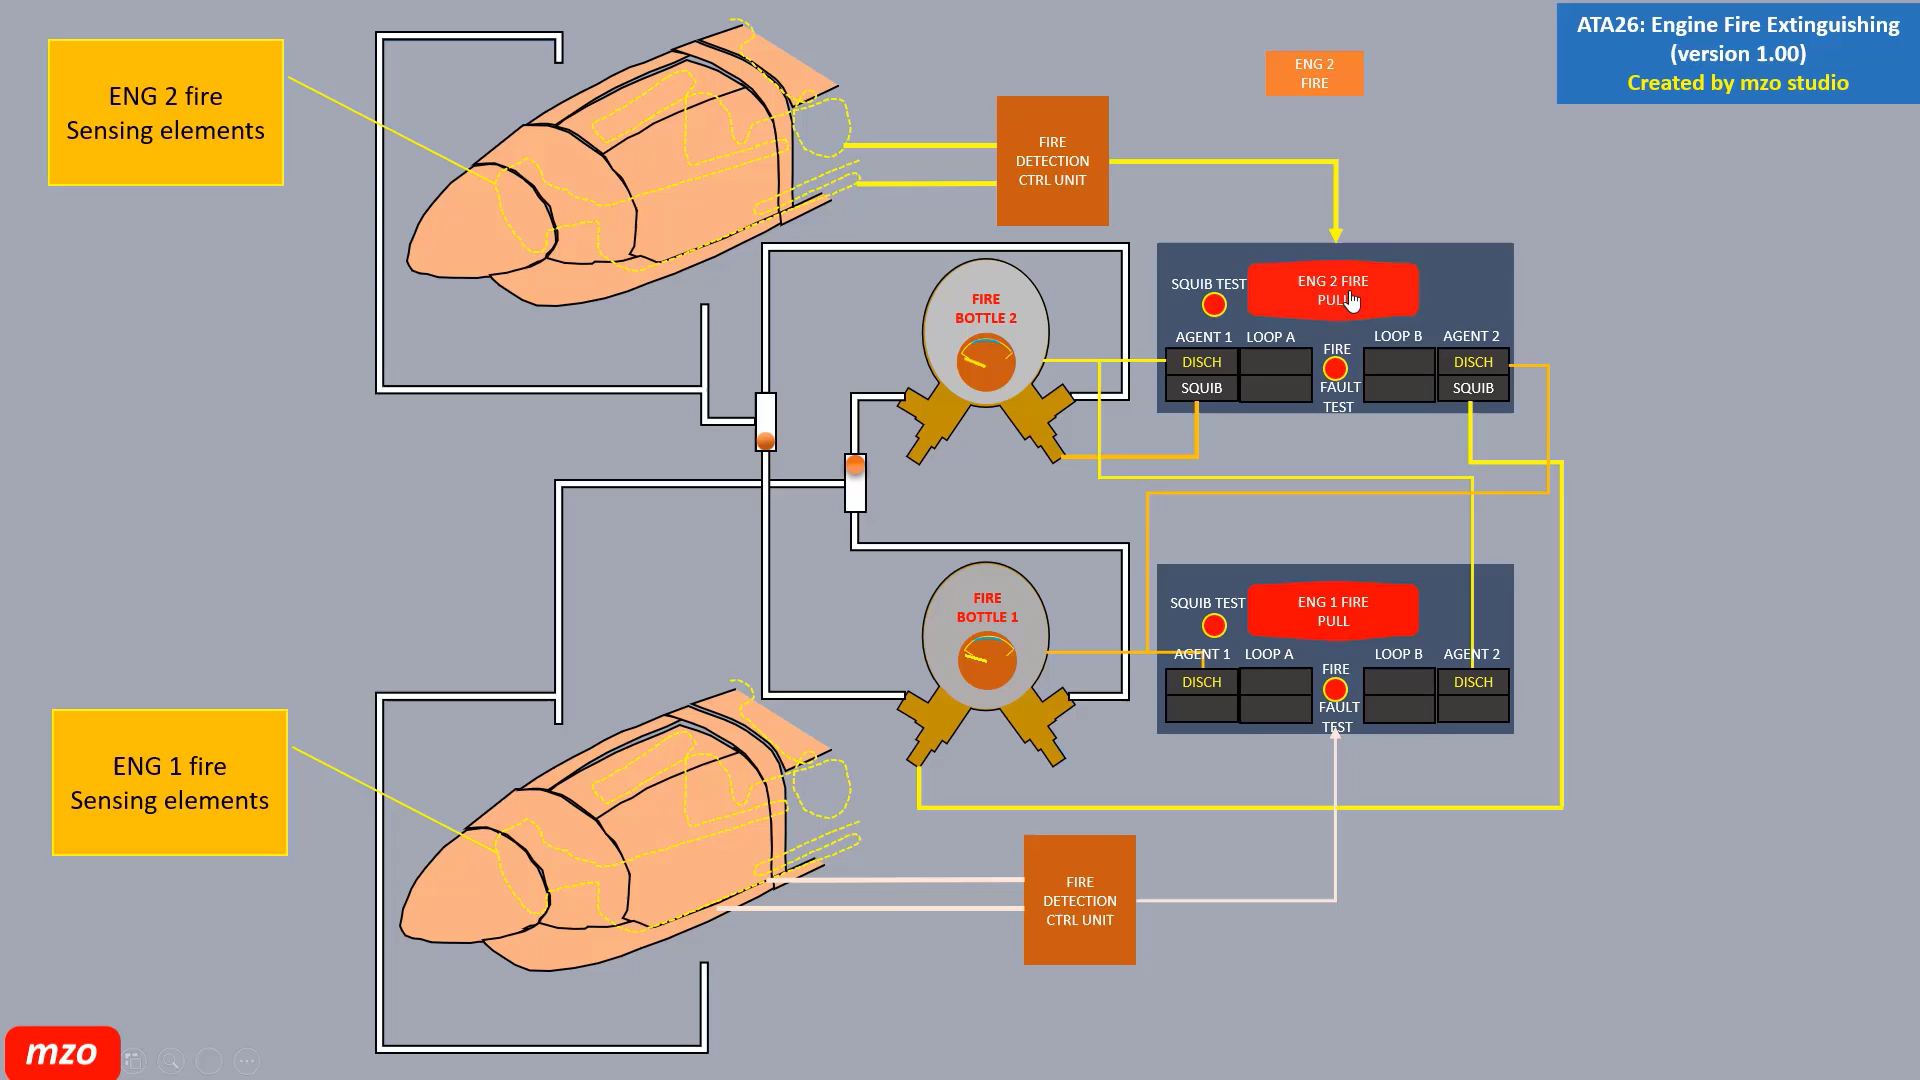 ATA26: Engine Fire Extinguishing
(version 1.00)
Created by mzo studio
ENG 2
FIRE
ENG 2 fire
Sensing elements
FIRE
DETECTION
CTRL UNIT
FIRE
BOTTLE 2
SQUIB TEST
ENG 2 FIRE
PULL
AGENT 1
LOOP A
LOOP B
AGENT 2
DISCH
SQUIB
FIRE
FAULT
TEST
DISCH
SQUIB
FIRE
BOTTLE 1
SQUIB TEST
ENG 1 FIRE
PULL
AGENT 1
LOOP A
LOOP B
AGENT 2
DISCH
FIRE
FAULT
TEST
DISCH
ENG 1 fire
Sensing elements
FIRE
DETECTION
CTRL UNIT
mzo